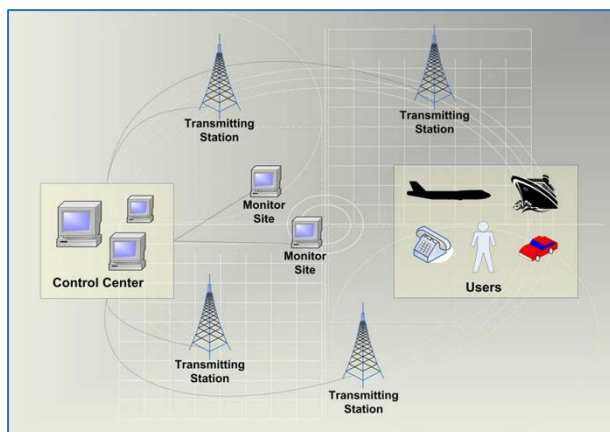 Transmitting
Station
Transmitting
Station
Monitor
Site
Monitor
Site
Control Center
Users
Transmitting
Station
Transmitting
Station